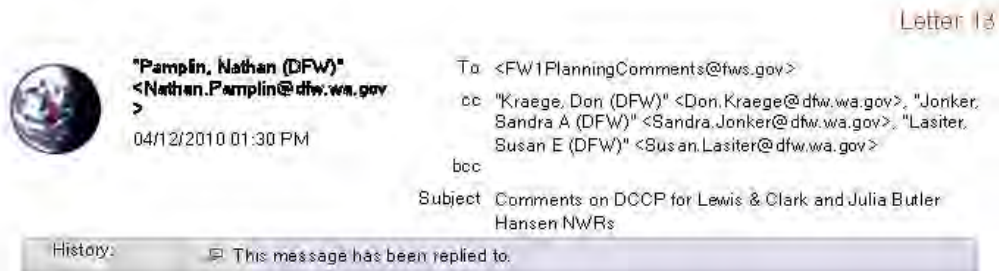 Letter 13
"Pamplin, Nathan (DFW)"
<Nathan.Pamplin@dfw.wa.gov
>
04/12/2010 01:30 PM
To <FW1PlanningComments@fws.gov>
cc "Kraege, Don (DFW)" <Don.Kraege@dfw.wa.gov>, "Jonker,
Sandra A (DFW)" <Sandra.Jonker@dfw.wa.gov>, "Lasiter,
Susan E (DFW)" <Susan.Lasiter@dfw.wa.gov>
bcc
Subject Comments on DCCP for Lewis & Clark and Julia Butler
Hansen NWRs
History: This message has been replied to.